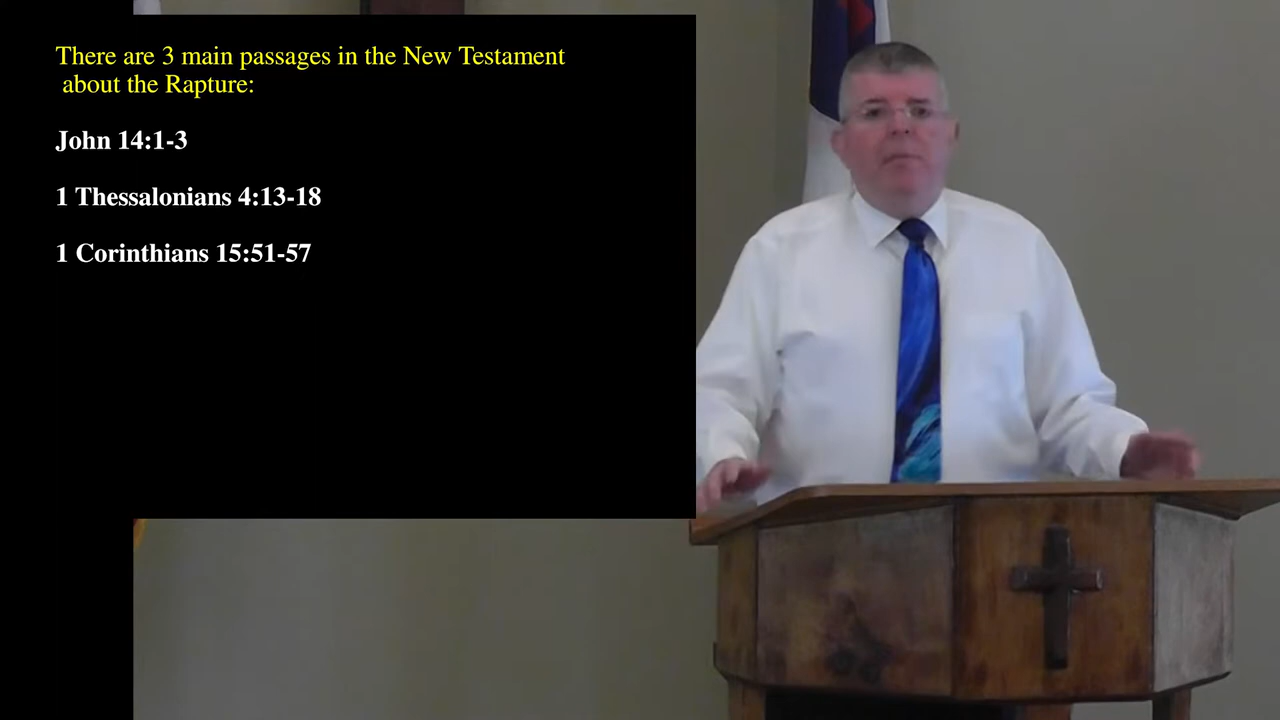 There are 3 main passages in the New Testament
about the Rapture:
John 14:1-3
1 Thessalonians 4:13-18
1 Corinthians 15:51-57